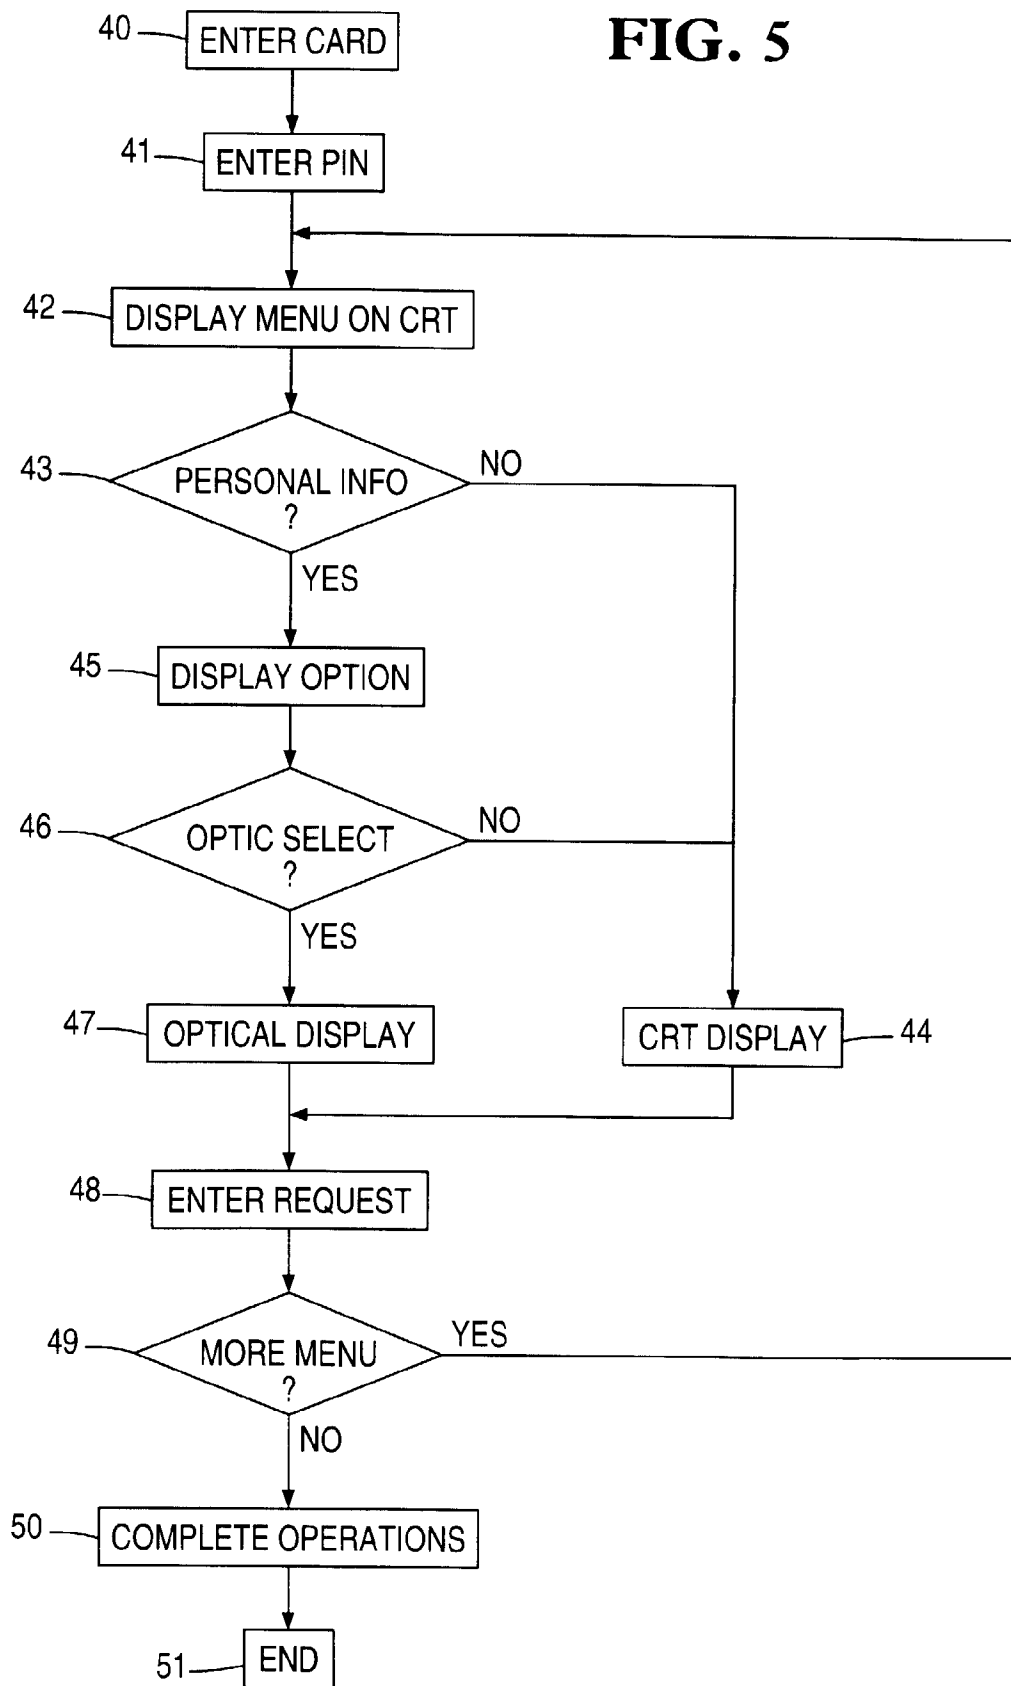 FIG. 5
40 ENTER CARD
41 ENTER PIN
42 DISPLAY MENU ON CRT
43 PERSONAL INFO
?
NO
YES
45 DISPLAY OPTION
46 OPTIC SELECT
?
NO
YES
47 OPTICAL DISPLAY
CRT DISPLAY 44
48 ENTER REQUEST
49 MORE MENU
?
YES
NO
50 COMPLETE OPERATIONS
51 END